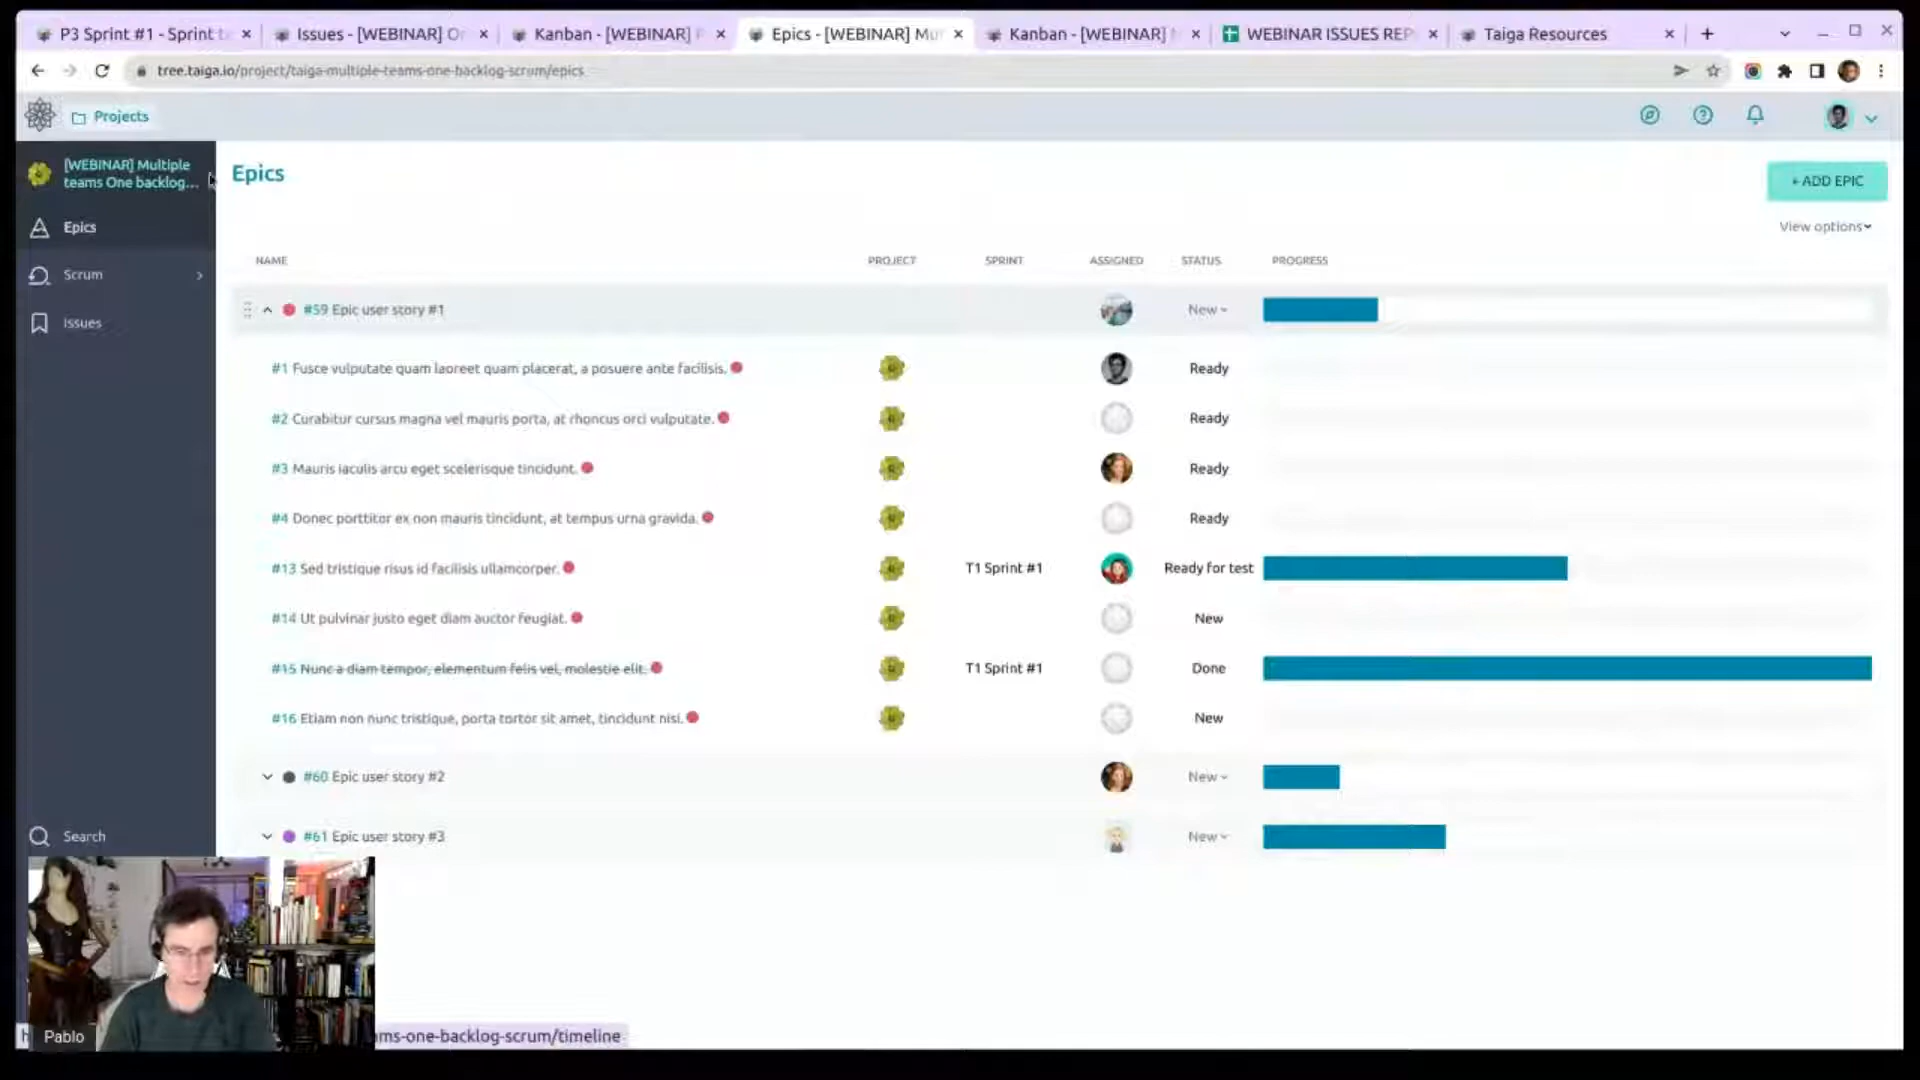 P3 Sprint #1 - Sprint t
Issues - [WEBINAR] O
Kanban - [WEBINAR]
Epics - [WEBINAR] Mu
Kanban - [WEBINAR]
WEBINAR ISSUES REP
Taiga Resources
tree.taiga.io/project/taiga-multiple-teams-one-backlog-scrum/epics
Projects
[WEBINAR] Multiple
teams One backlog...
Epics
Scrum
Issues
Search
Epics
+ ADD EPIC
View options
NAME PROJECT SPRINT ASSIGNED STATUS PROGRESS
#59 Epic user story #1 New
#1 Fusce vulputate quam laoreet quam placerat, a posuere ante facilisis. Ready
#2 Curabitur cursus magna vel mauris porta, at rhoncus orci vulputate. Ready
#3 Mauris iaculis arcu eget scelerisque tincidunt. Ready
#4 Donec porttitor ex non mauris tincidunt, at tempus urna gravida. Ready
#13 Sed tristique risus id facilisis ullamcorper. T1 Sprint #1 Ready for test
#14 Ut pulvinar justo eget diam auctor feugiat. New
#15 Nunc a diam tempor, elementum felis vel, molestie elit. T1 Sprint #1 Done
#16 Etiam non nunc tristique, porta tortor sit amet, tincidunt nisi. New
#60 Epic user story #2 New
#61 Epic user story #3 New
Pablo
ms-one-backlog-scrum/timeline